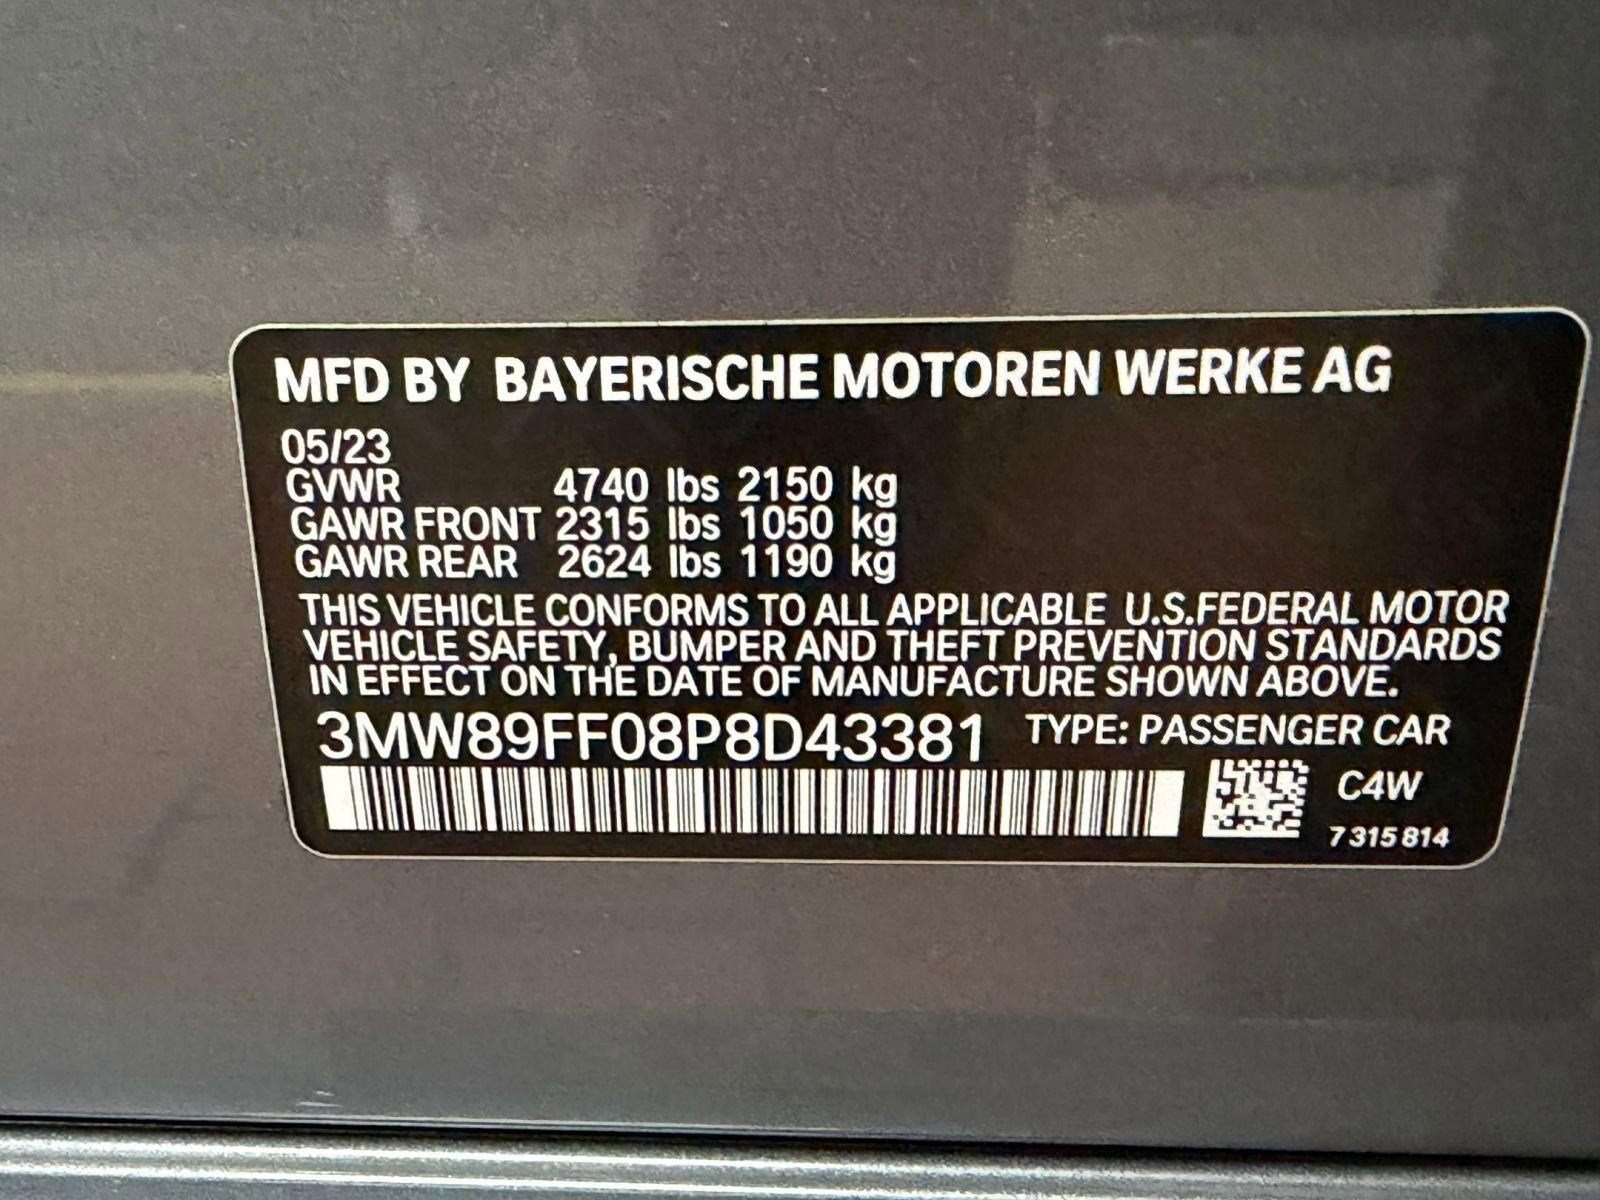 MFD BY BAYERISCHE MOTOREN WERKE AG
05/23
GVWR 4740 lbs 2150 kg
GAWR FRONT 2315 lbs 1050 kg
GAWR REAR 2624 lbs 1190 kg
THIS VEHICLE CONFORMS TO ALL APPLICABLE U.S.FEDERAL MOTOR
VEHICLE SAFETY, BUMPER AND THEFT PREVENTION STANDARDS
IN EFFECT ON THE DATE OF MANUFACTURE SHOWN ABOVE.
3MW89FF08P8D43381 TYPE: PASSENGER CAR
C4W
7 315 814